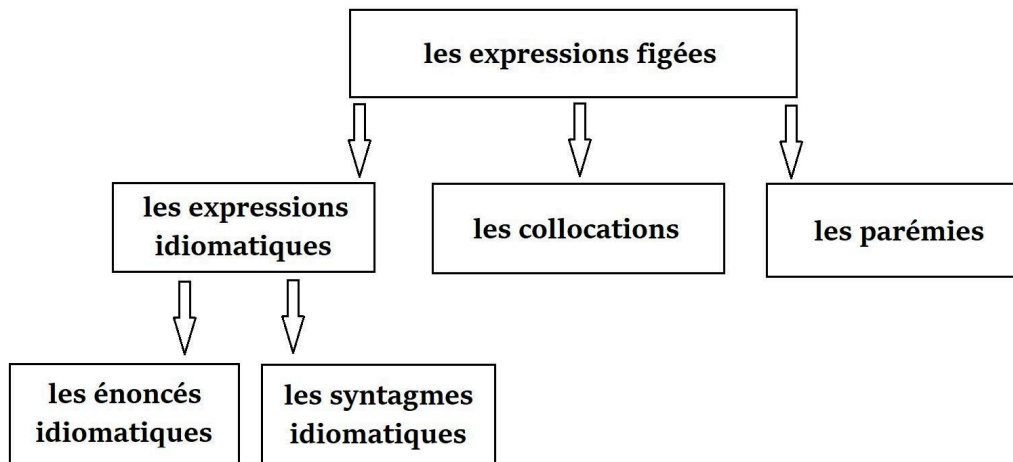 les expressions figées
les expressions
idiomatiques
les collocations
les parémies
les énoncés
idiomatiques
les syntagmes
idiomatiques